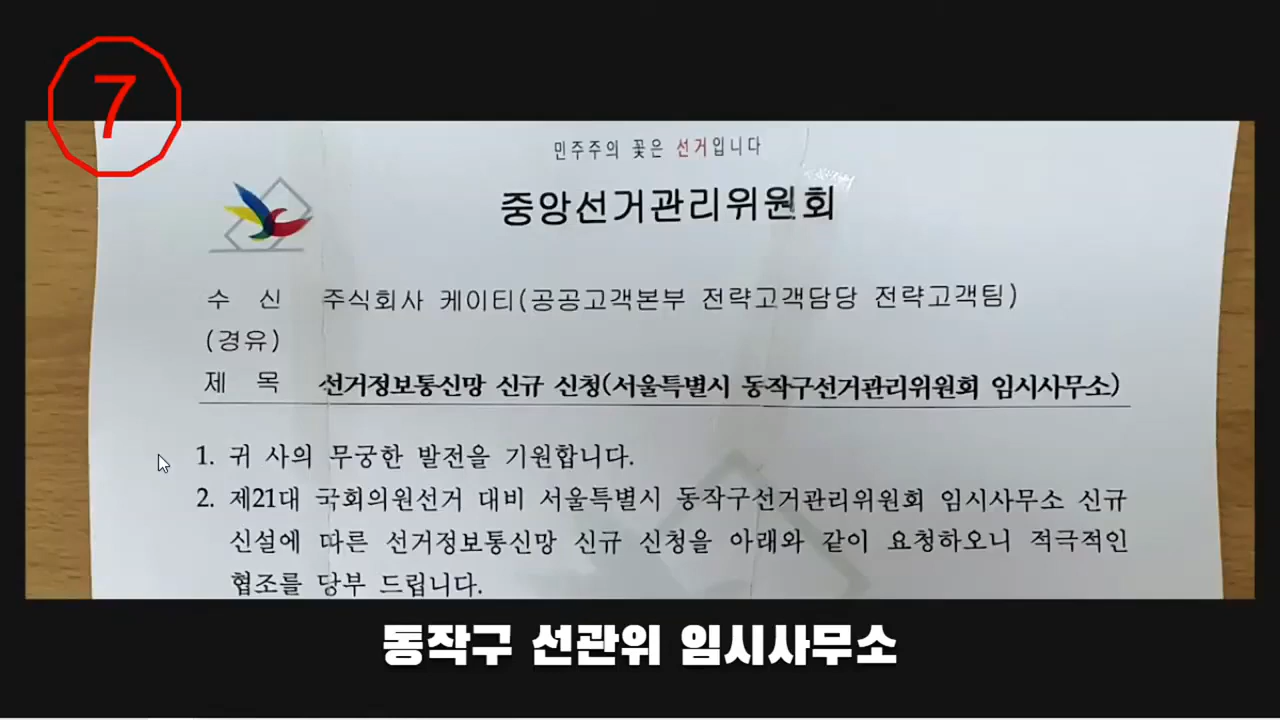 7
민주주의 꽃은 선거입니다
중앙선거관리위원회
수 신 주식회사 케이티(공공고객본부 전략고객담당 전략고객팀)
(경유)
제 목 선거정보통신망 신규 신청(서울특별시 동작구선거관리위원회 임시사무소)
1. 귀 사의 무궁한 발전을 기원합니다.
2. 제21대 국회의원선거 대비 서울특별시 동작구선거관리위원회 임시사무소 신규
신설에 따른 선거정보통신망 신규 신청을 아래와 같이 요청하오니 적극적인
협조를 당부 드립니다.
동작구 선관위 임시사무소